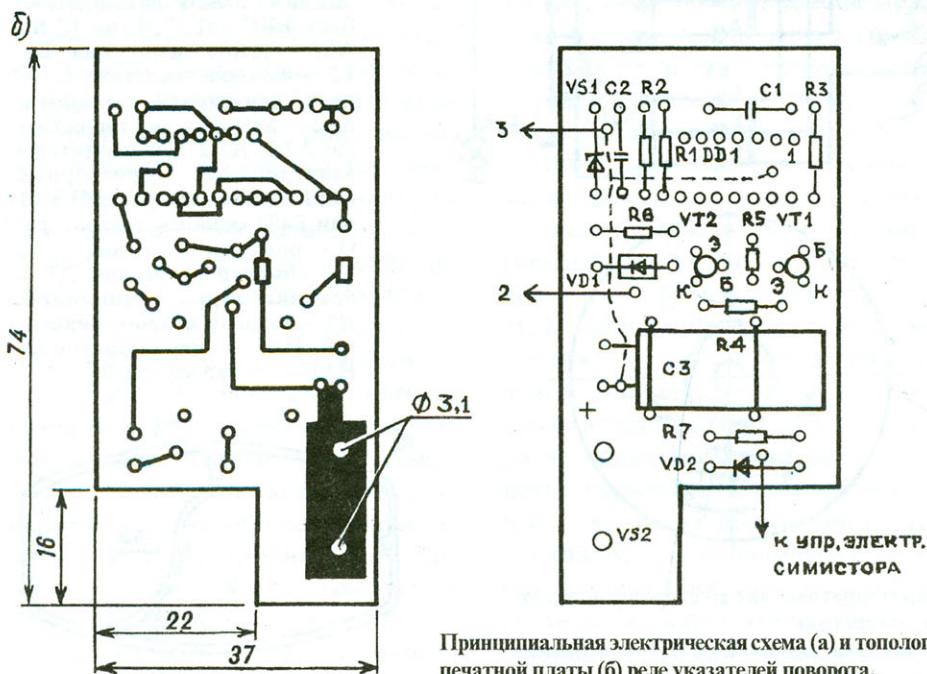 б)
74
16
22
37
Ø 3,1
VS1 C2 R2 C1 R3
3
R1 DD1 1
R6 VT2 R5 VT1
Э Б
VD1 К Б Э К
2
R4
C3
+
R7
VD2
VS2
К УПР. ЭЛЕКТР.
СИМИСТОРА
Принципиальная электрическая схема (а) и тополог
печатной платы (б) реле указателей поворота.